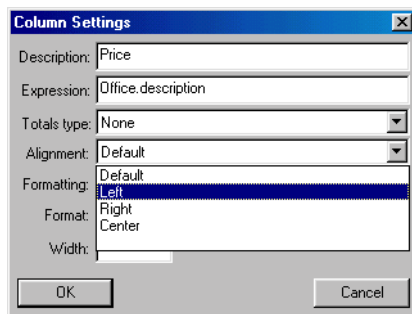 Column Settings
Description: Price
Expression: Office.description
Totals type: None
Alignment: Default
Formatting: Default
Left
Format: Right
Center
Width:
OK Cancel